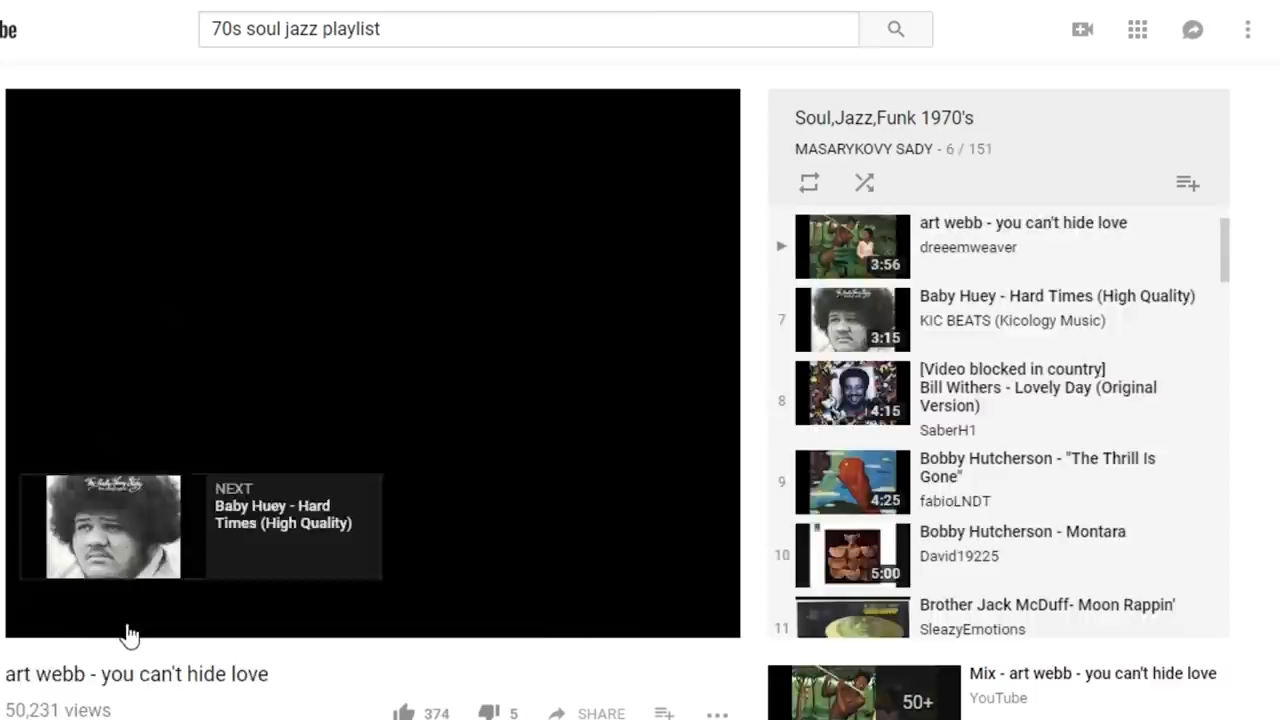 be
70s soul jazz playlist
NEXT
Baby Huey - Hard
Times (High Quality)
art webb - you can't hide love
50,231 views
374
5
SHARE
Soul,Jazz,Funk 1970's
MASARYKOVY SADY - 6 / 151
art webb - you can't hide love
dreeemweaver
3:56
7
Baby Huey - Hard Times (High Quality)
KIC BEATS (Kicology Music)
3:15
8
[Video blocked in country]
Bill Withers - Lovely Day (Original
Version)
SaberH1
4:15
9
Bobby Hutcherson - "The Thrill Is
Gone"
fabioLNDT
4:25
10
Bobby Hutcherson - Montara
David19225
5:00
11
Brother Jack McDuff- Moon Rappin'
SleazyEmotions
Mix - art webb - you can't hide love
YouTube
50+